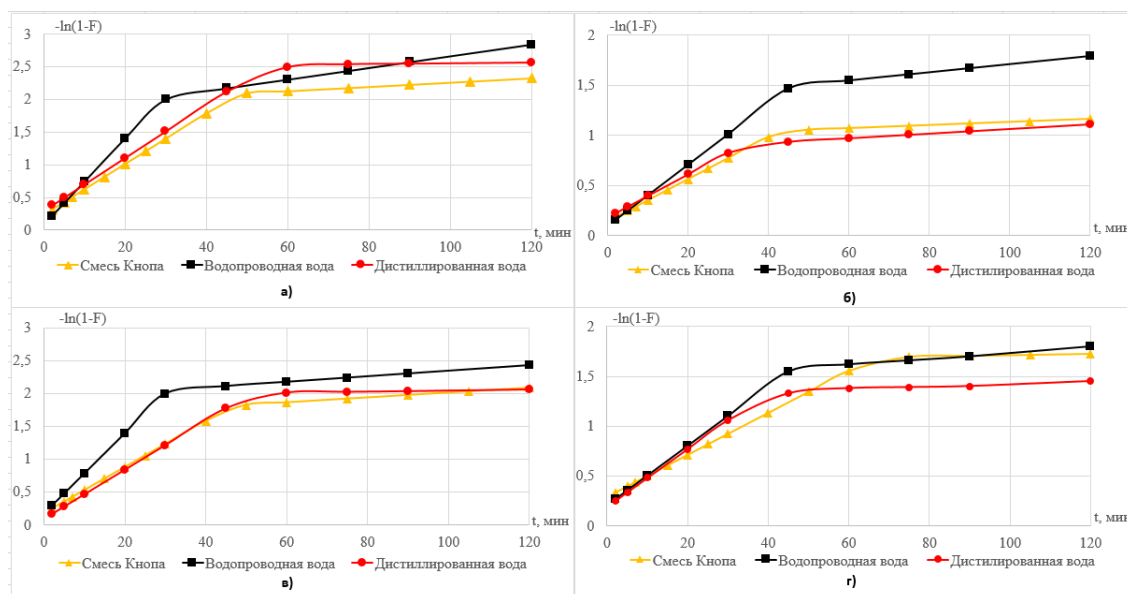 -ln(1-F)
3
2,5
2
1,5
1
0,5
0
0 20 40 60 80 100 120
t, мин
Смесь Кнопа Водопроводная вода Дистиллированная вода
а)
-ln(1-F)
2
1,5
1
0,5
0
0 20 40 60 80 100 120
t, мин
Смесь Кнопа Водопроводная вода Дистилированная вода
б)
-ln(1-F)
3
2,5
2
1,5
1
0,5
0
0 20 40 60 80 100 120
t, мин
Смесь Кнопа Водопроводная вода Дистиллированная вода
в)
-ln(1-F)
2
1,5
1
0,5
0
0 20 40 60 80 100 120
t, мин
Смесь Кнопа Водопроводная вода Дистиллированная вода
г)